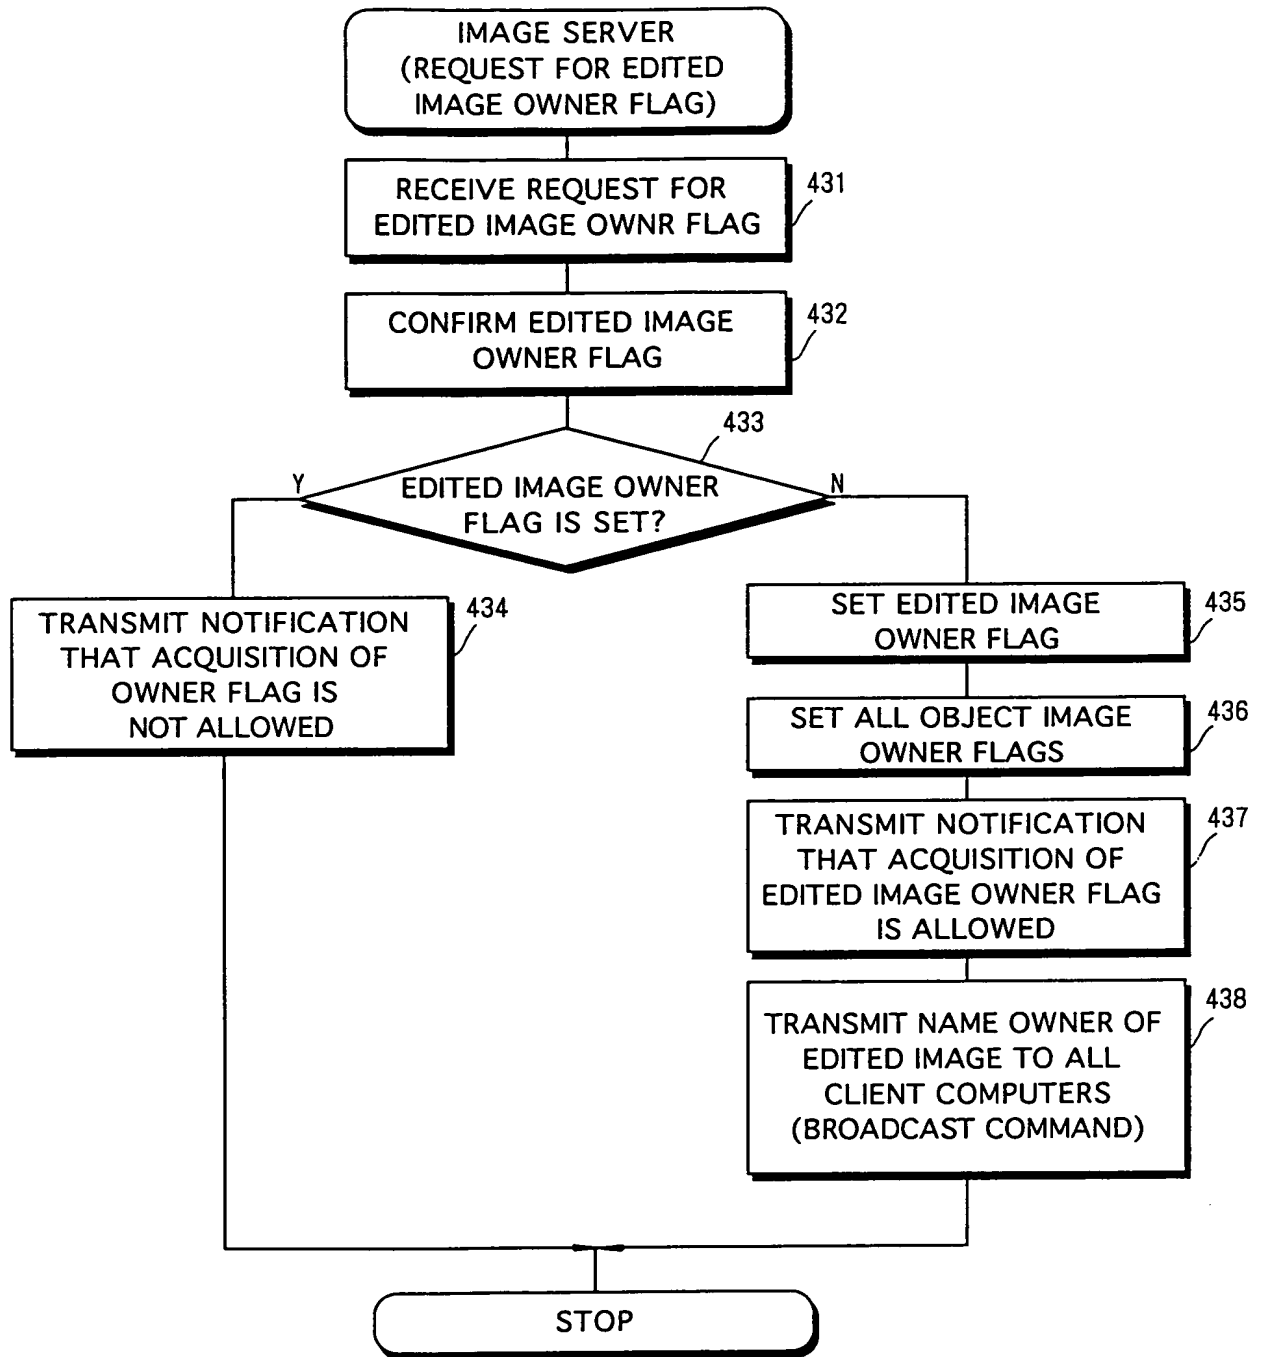 IMAGE SERVER
(REQUEST FOR EDITED
IMAGE OWNER FLAG)
RECEIVE REQUEST FOR
EDITED IMAGE OWNR FLAG
431
CONFIRM EDITED IMAGE
OWNER FLAG
432
433
Y
EDITED IMAGE OWNER
FLAG IS SET?
N
TRANSMIT NOTIFICATION
THAT ACQUISITION OF
OWNER FLAG IS
NOT ALLOWED
434
SET EDITED IMAGE
OWNER FLAG
435
SET ALL OBJECT IMAGE
OWNER FLAGS
436
TRANSMIT NOTIFICATION
THAT ACQUISITION OF
EDITED IMAGE OWNER FLAG
IS ALLOWED
437
TRANSMIT NAME OWNER OF
EDITED IMAGE TO ALL
CLIENT COMPUTERS
(BROADCAST COMMAND)
438
STOP